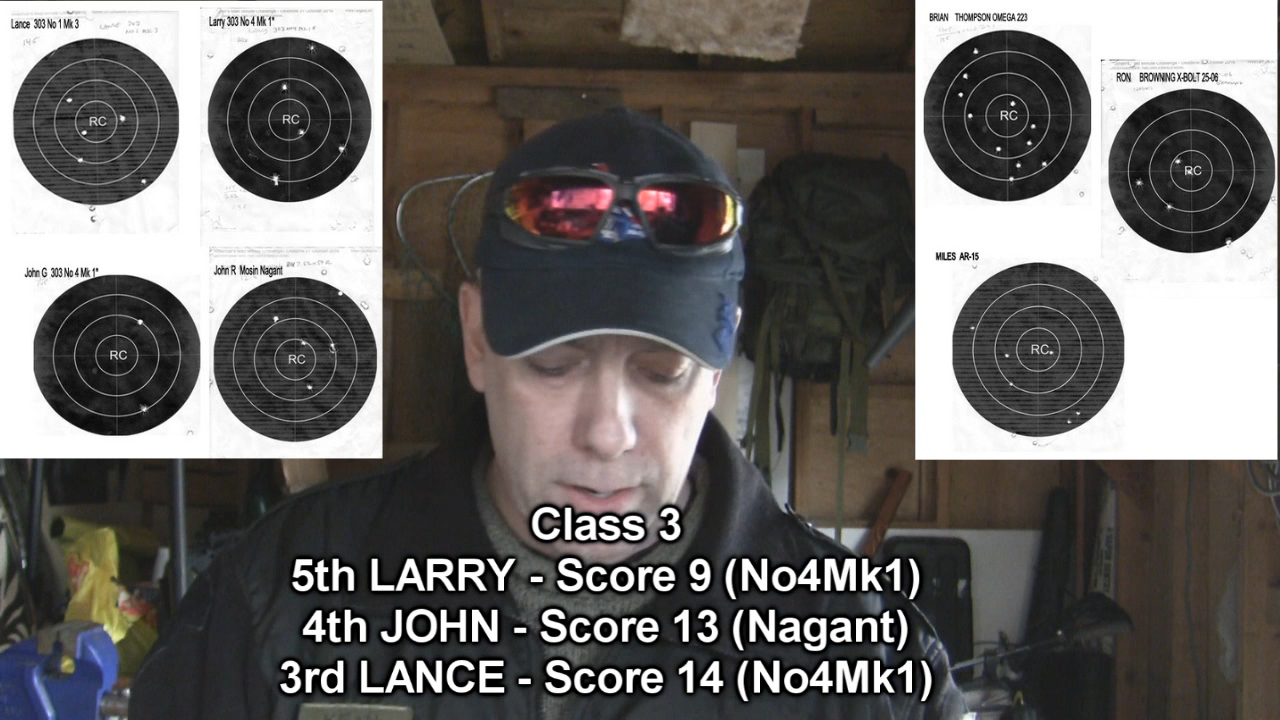 Lance 303 No 1 Mk 3
Larry 303 No 4 Mk 1*
RC
RC
John G 303 No 4 Mk 1*
John R Mosin Nagant
RC
RC
BRIAN THOMPSON OMEGA 223
RON BROWNING X-BOLT 25-06
RC
RC
MILES AR-15
RC
Class 3
5th LARRY - Score 9 (No4Mk1)
4th JOHN - Score 13 (Nagant)
3rd LANCE - Score 14 (No4Mk1)